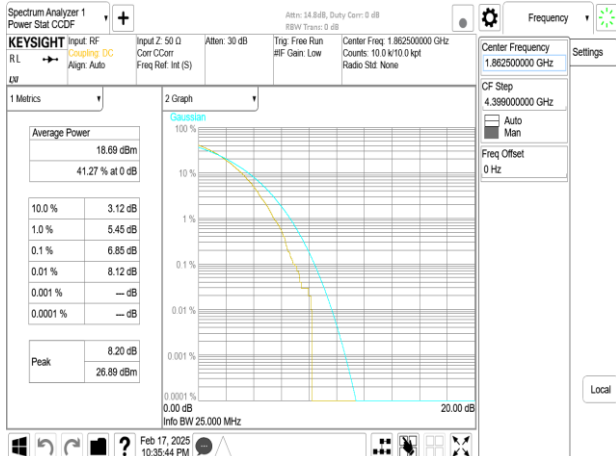 Spectrum Analyzer 1
Power Stat CCDF
Attn: 14.8dB, Duty Corr: 0 dB
RBW Trans: 0 dB
Frequency
KEYSIGHT
RL
LXI
Input: RF
Coupling: DC
Align: Auto
Input Z: 50 Ω
Corr CCorr
Freq Ref: Int (S)
Atten: 30 dB
Trig: Free Run
#IF Gain: Low
Center Freq: 1.862500000 GHz
Counts: 10.0 k/10.0 kpt
Radio Std: None
Center Frequency
1.862500000 GHz
Settings
CF Step
4.399000000 GHz
Auto
Man
Freq Offset
0 Hz
Local
1 Metrics
Average Power
18.69 dBm
41.27 % at 0 dB
10.0 % 3.12 dB
1.0 % 5.45 dB
0.1 % 6.85 dB
0.01 % 8.12 dB
0.001 % --- dB
0.0001 % --- dB
Peak
8.20 dB
26.89 dBm
2 Graph
Gaussian
100 %
10 %
1 %
0.1 %
0.01 %
0.001 %
0.0001 %
0.00 dB 20.00 dB
Info BW 25.000 MHz
?
Feb 17, 2025
10:35:44 PM